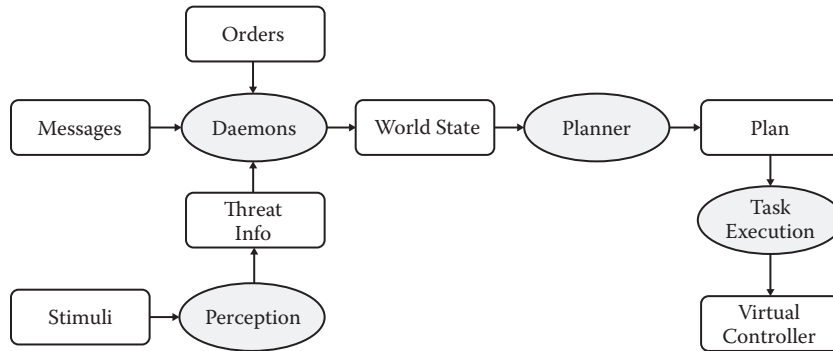 Orders
Messages
Daemons
World State
Planner
Plan
Threat
Info
Task
Execution
Stimuli
Perception
Virtual
Controller